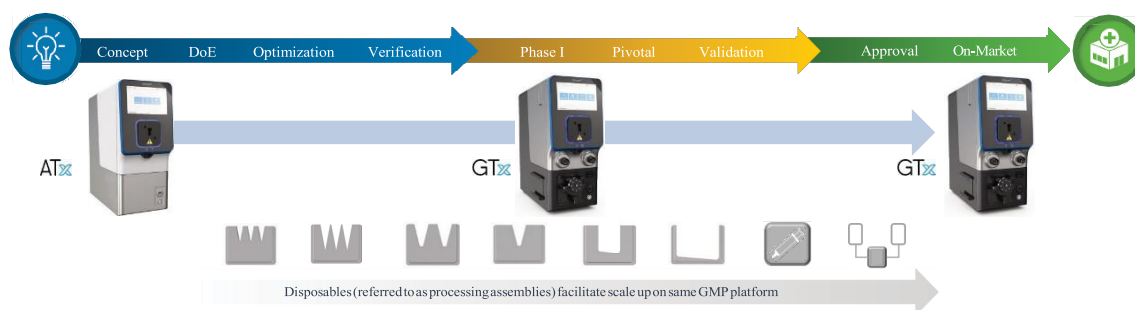 Concept DoE Optimization Verification Phase I Pivotal Validation Approval On-Market
ATx
GTx
GTx
Disposables (referred to as processing assemblies) facilitate scale up on same GMP platform